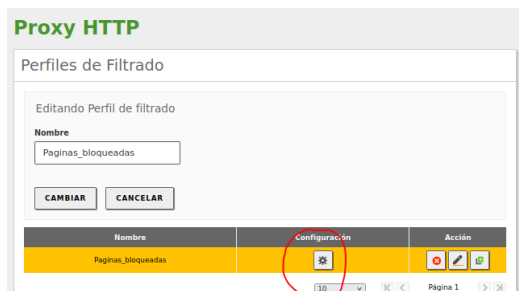 Proxy HTTP
Perfiles de Filtrado
Editando Perfil de filtrado
Nombre
Paginas_bloqueadas
CAMBIAR CANCELAR
Nombre Configuración Acción
Paginas_bloqueadas
10 Página 1